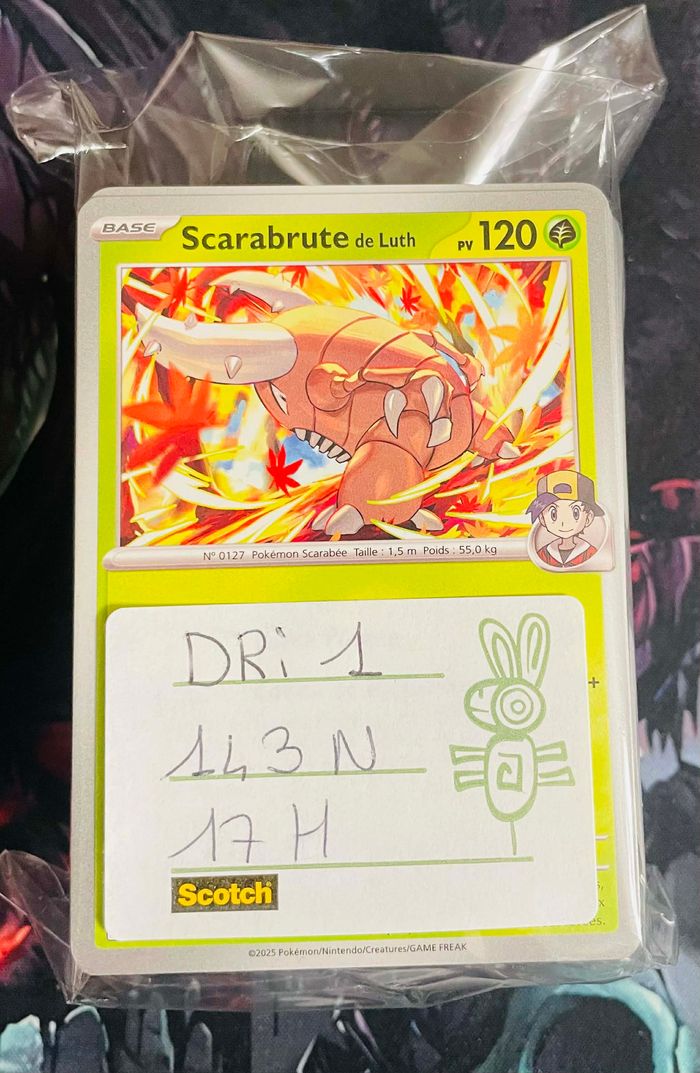 BASE Scarabrute de Luth PV 120
N° 0127 Pokémon Scarabée Taille : 1,5 m Poids : 55,0 kg
DRi 1
+
143 N
17 H
Scotch
©2025 Pokémon/Nintendo/Creatures/GAME FREAK